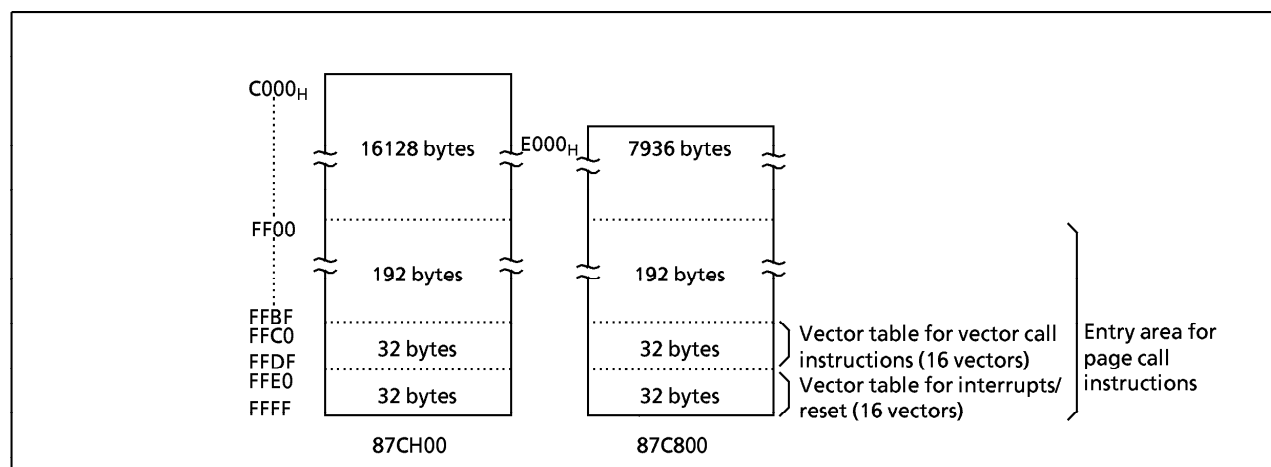 C000H
16128 bytes
E000H
7936 bytes
FF00
192 bytes
192 bytes
FFBF
FFC0
FFDF
FFE0
FFFF
32 bytes
32 bytes
32 bytes
32 bytes
Vector table for vector call
instructions (16 vectors)
Vector table for interrupts/
reset (16 vectors)
Entry area for
page call
instructions
87CH00
87C800